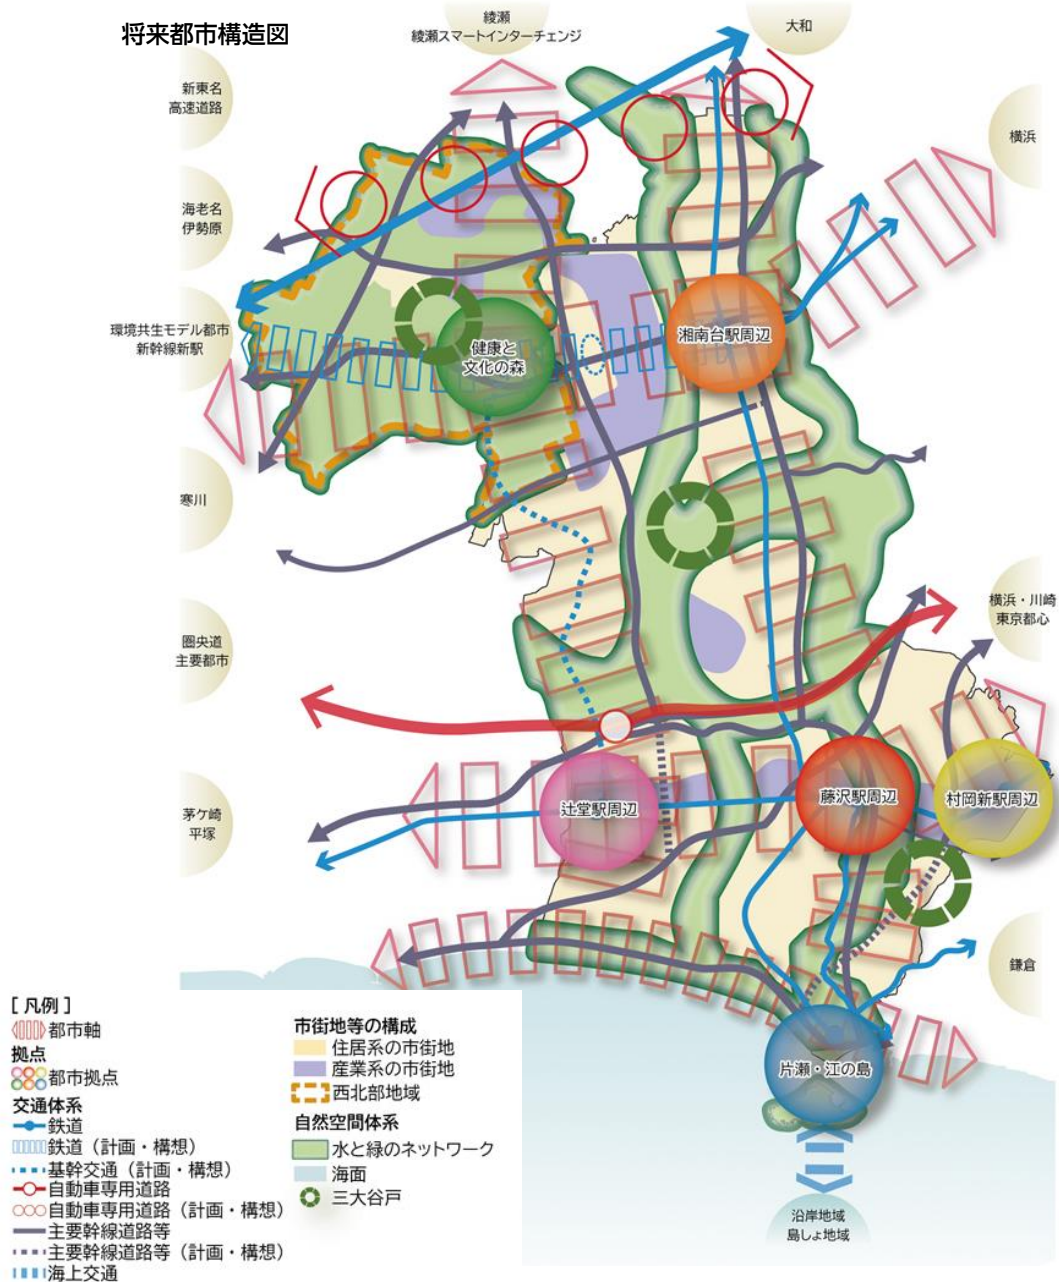 将来都市構造図
綾瀬
綾瀬スマートインターチェンジ
大和
新東名
高速道路
横浜
海老名
伊勢原
環境共生モデル都市
新幹線新駅
湘南台駅周辺
健康と
文化の森
寒川
横浜・川崎
東京都心
圏央道
主要都市
茅ケ崎
平塚
辻堂駅周辺
藤沢駅周辺
村岡新駅周辺
鎌倉
片瀬・江の島
沿岸地域
島しょ地域
[ 凡例 ]
都市軸
拠点
都市拠点
交通体系
鉄道
鉄道（計画・構想）
基幹交通（計画・構想）
自動車専用道路
自動車専用道路（計画・構想）
主要幹線道路等
主要幹線道路等（計画・構想）
海上交通
市街地等の構成
住居系の市街地
産業系の市街地
西北部地域
自然空間体系
水と緑のネットワーク
海面
三大谷戸